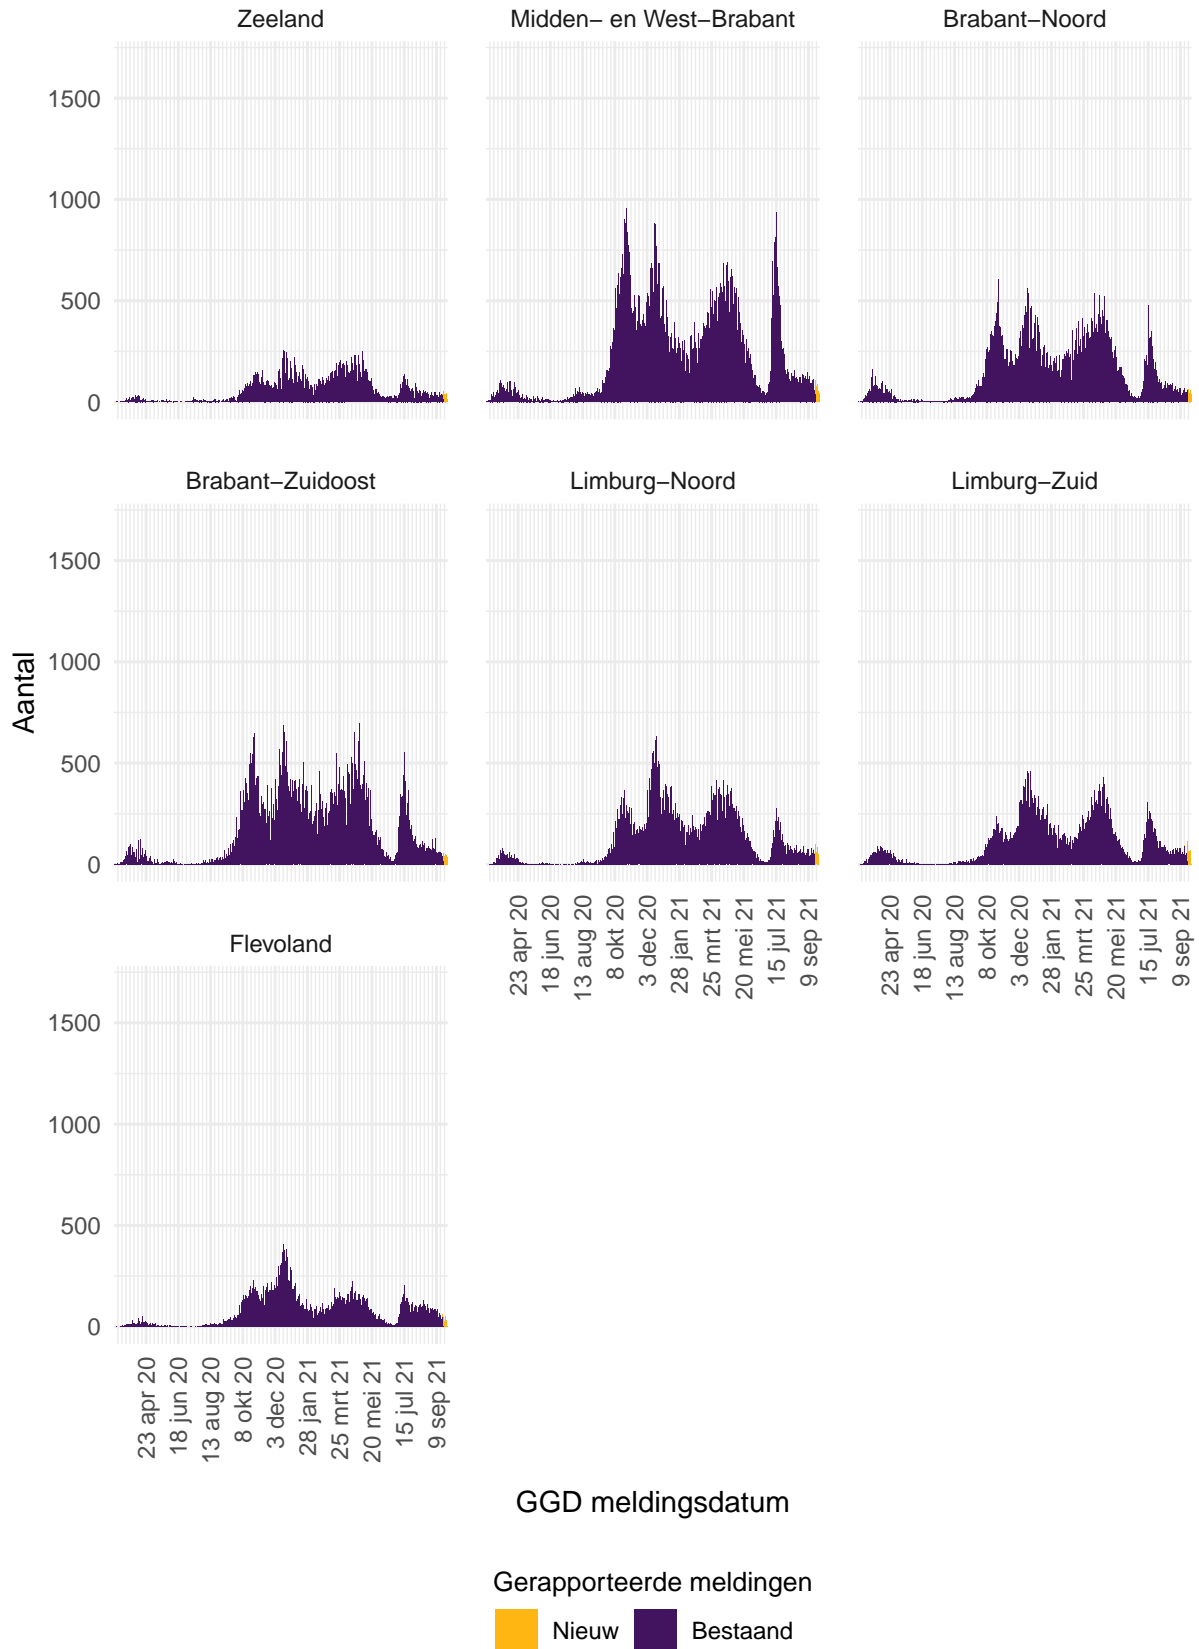 Zeeland
Midden− en West−Brabant
Brabant−Noord
1500
1000
500
0
Brabant−Zuidoost
Limburg−Noord
Limburg−Zuid
1500
1000
500
0
Aantal
23 apr 20
18 jun 20
13 aug 20
8 okt 20
3 dec 20
28 jan 21
25 mrt 21
20 mei 21
15 jul 21
9 sep 21
23 apr 20
18 jun 20
13 aug 20
8 okt 20
3 dec 20
28 jan 21
25 mrt 21
20 mei 21
15 jul 21
9 sep 21
Flevoland
1500
1000
500
0
23 apr 20
18 jun 20
13 aug 20
8 okt 20
3 dec 20
28 jan 21
25 mrt 21
20 mei 21
15 jul 21
9 sep 21
GGD meldingsdatum
Gerapporteerde meldingen
Nieuw
Bestaand